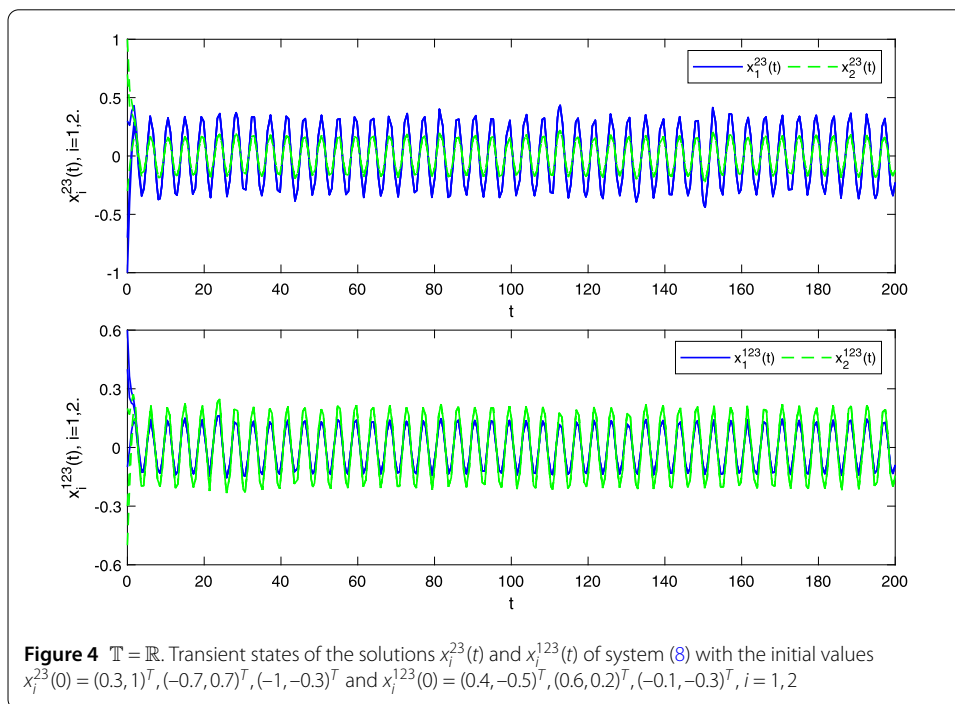 1
0.5
0
-0.5
-1
x_i^23(t), i=1,2.
x_1^23(t) x_2^23(t)
0 20 40 60 80 100 120 140 160 180 200
t
0.6
0.3
0
-0.3
-0.6
x_i^123(t), i=1,2.
x_1^123(t) x_2^123(t)
0 20 40 60 80 100 120 140 160 180 200
t
Figure 4 𝕋 = ℝ. Transient states of the solutions x_i^23(t) and x_i^123(t) of system (8) with the initial values
x_i^23(0) = (0.3, 1)^T, (−0.7, 0.7)^T, (−1, −0.3)^T and x_i^123(0) = (0.4, −0.5)^T, (0.6, 0.2)^T, (−0.1, −0.3)^T, i = 1, 2